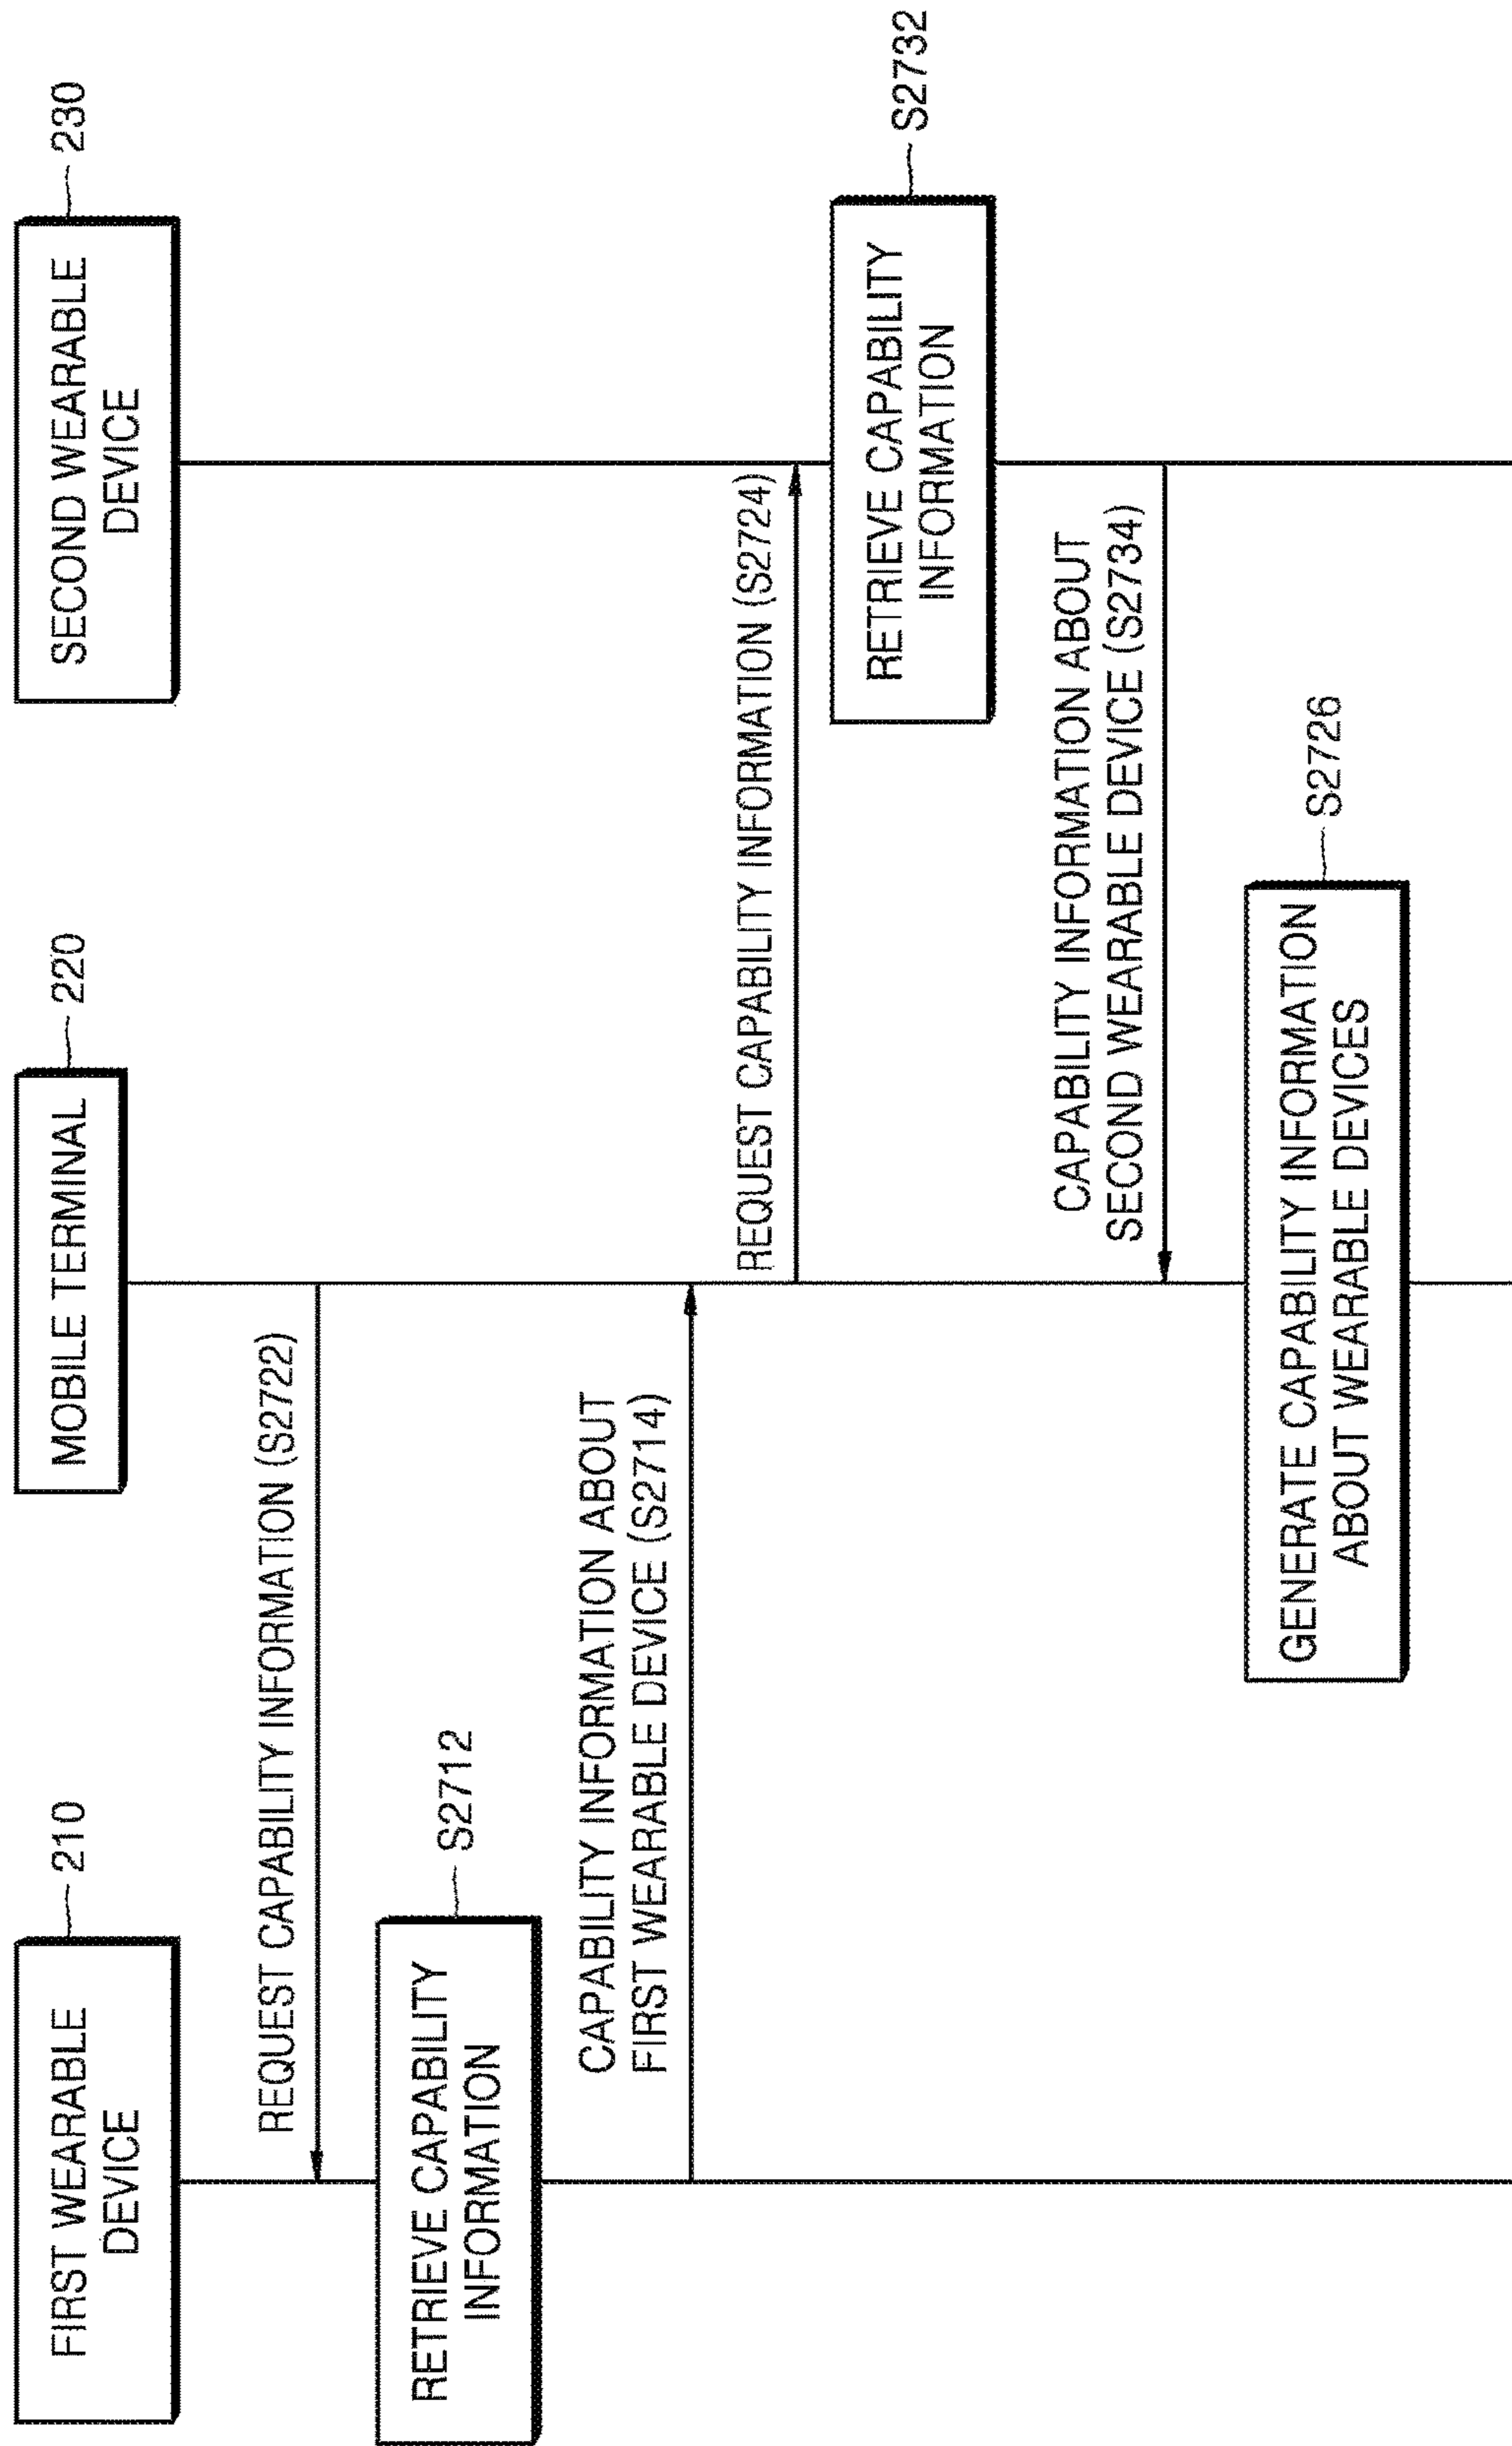 FIRST WEARABLE
DEVICE
210
MOBILE TERMINAL
220
SECOND WEARABLE
DEVICE
230
REQUEST CAPABILITY INFORMATION (S2722)
RETRIEVE CAPABILITY
INFORMATION
S2712
CAPABILITY INFORMATION ABOUT
FIRST WEARABLE DEVICE (S2714)
REQUEST CAPABILITY INFORMATION (S2724)
RETRIEVE CAPABILITY
INFORMATION
S2732
CAPABILITY INFORMATION ABOUT
SECOND WEARABLE DEVICE (S2734)
GENERATE CAPABILITY INFORMATION
ABOUT WEARABLE DEVICES
S2726